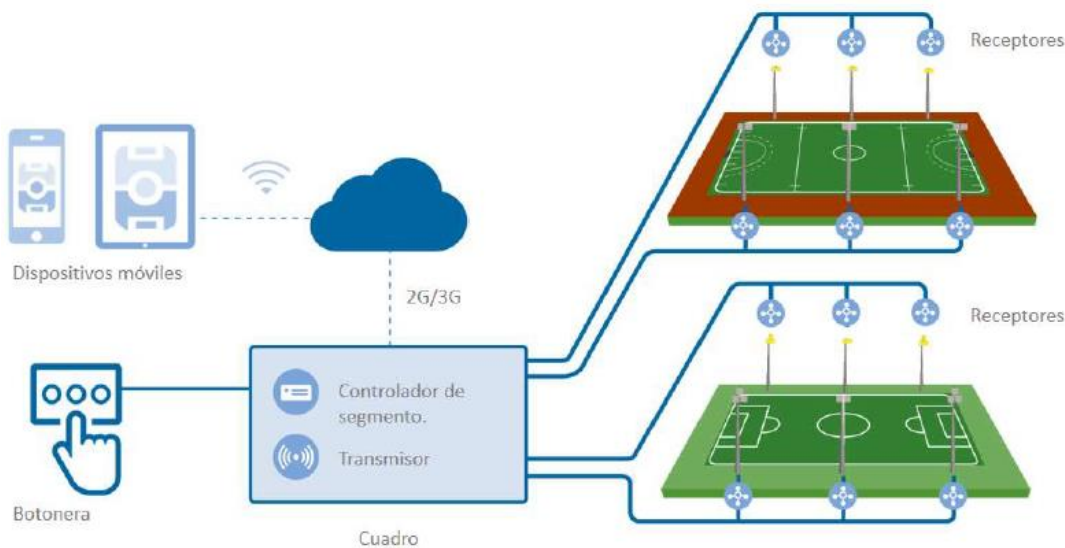 Receptores
Dispositivos móviles
2G/3G
Receptores
Controlador de
segmento.
Transmisor
Botonera
Cuadro